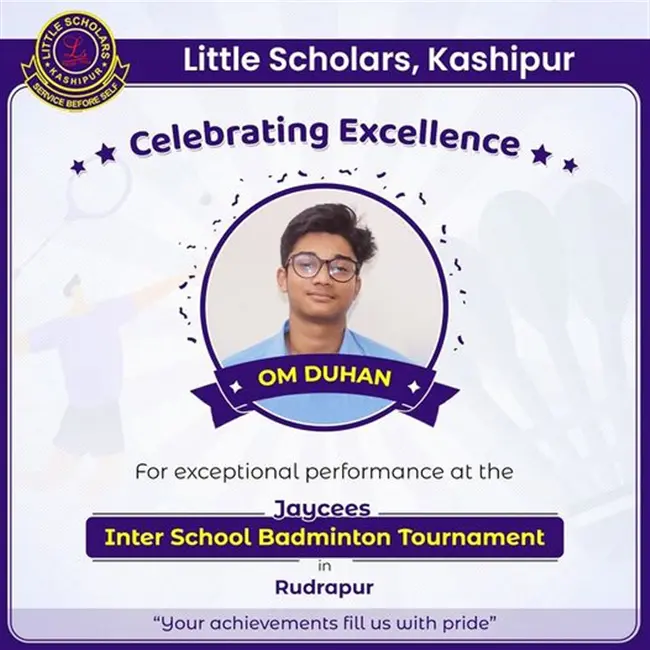 LITTLE SCHOLARS
Ls
KASHIPUR
SERVICE BEFORE SELF
Little Scholars, Kashipur
Celebrating Excellence
OM DUHAN
For exceptional performance at the
Jaycees
Inter School Badminton Tournament
in
Rudrapur
“Your achievements fill us with pride”